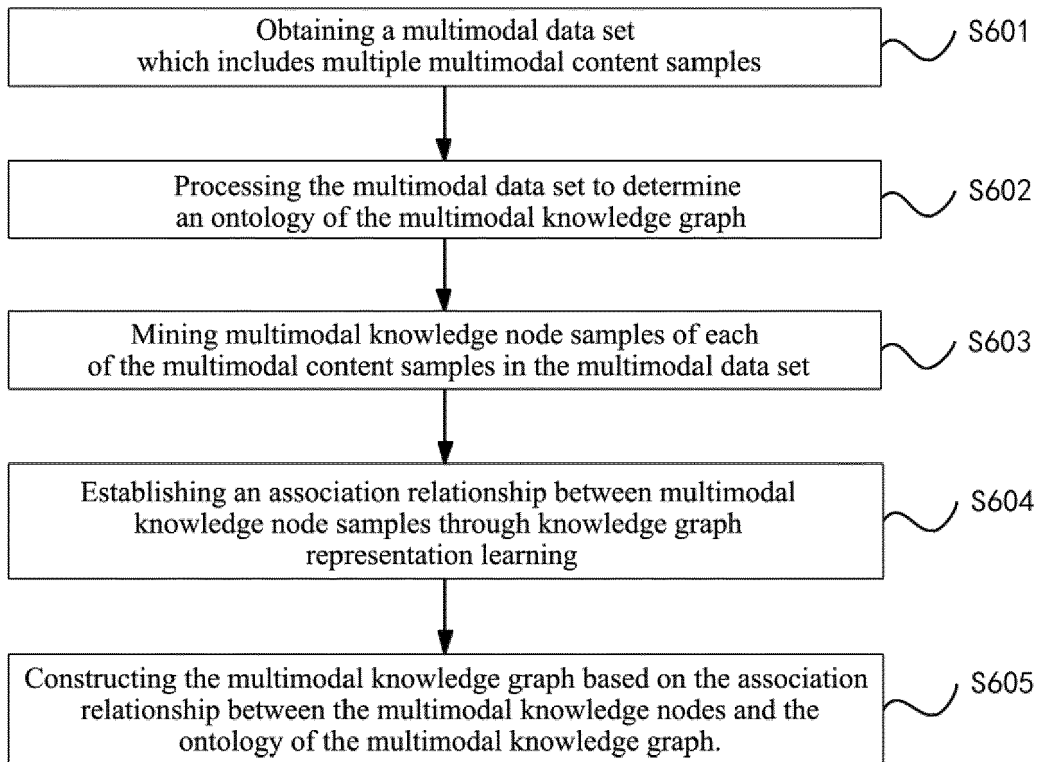 Obtaining a multimodal data set
which includes multiple multimodal content samples
S601
Processing the multimodal data set to determine
an ontology of the multimodal knowledge graph
S602
Mining multimodal knowledge node samples of each
of the multimodal content samples in the multimodal data set
S603
Establishing an association relationship between multimodal
knowledge node samples through knowledge graph
representation learning
S604
Constructing the multimodal knowledge graph based on the association
relationship between the multimodal knowledge nodes and the
ontology of the multimodal knowledge graph.
S605